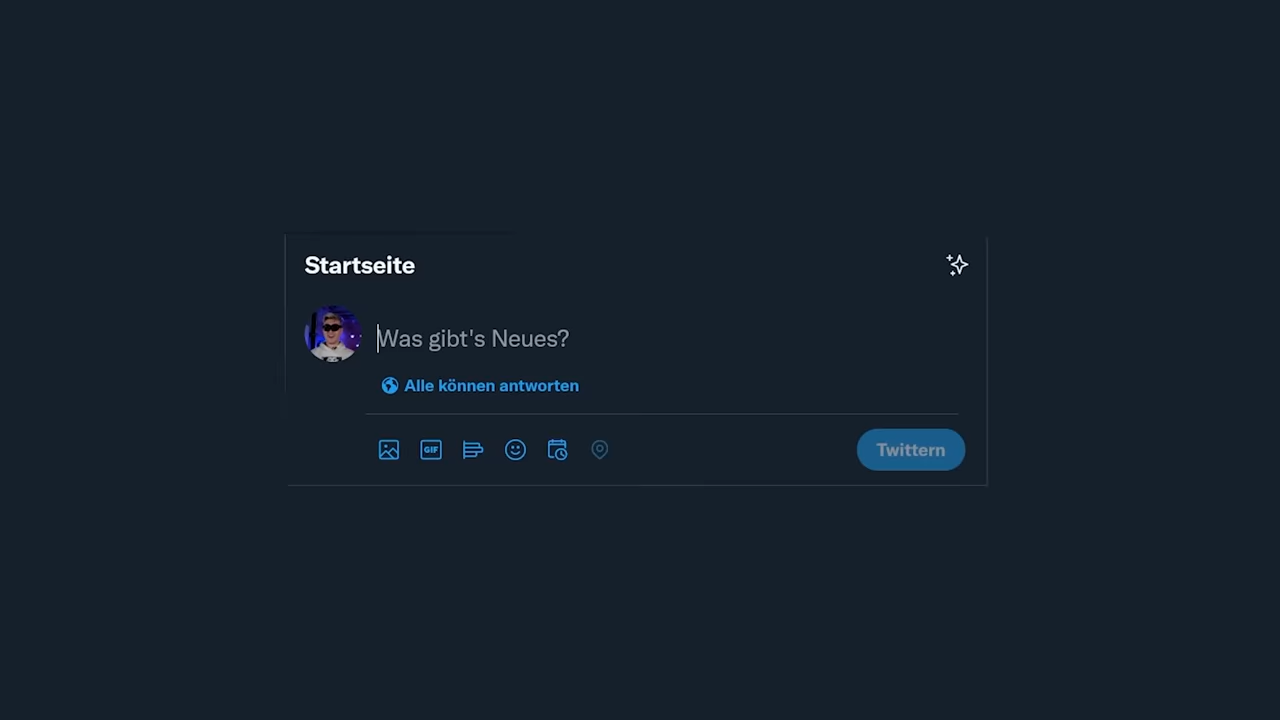 Startseite
Was gibt's Neues?
Alle können antworten
GIF
Twittern